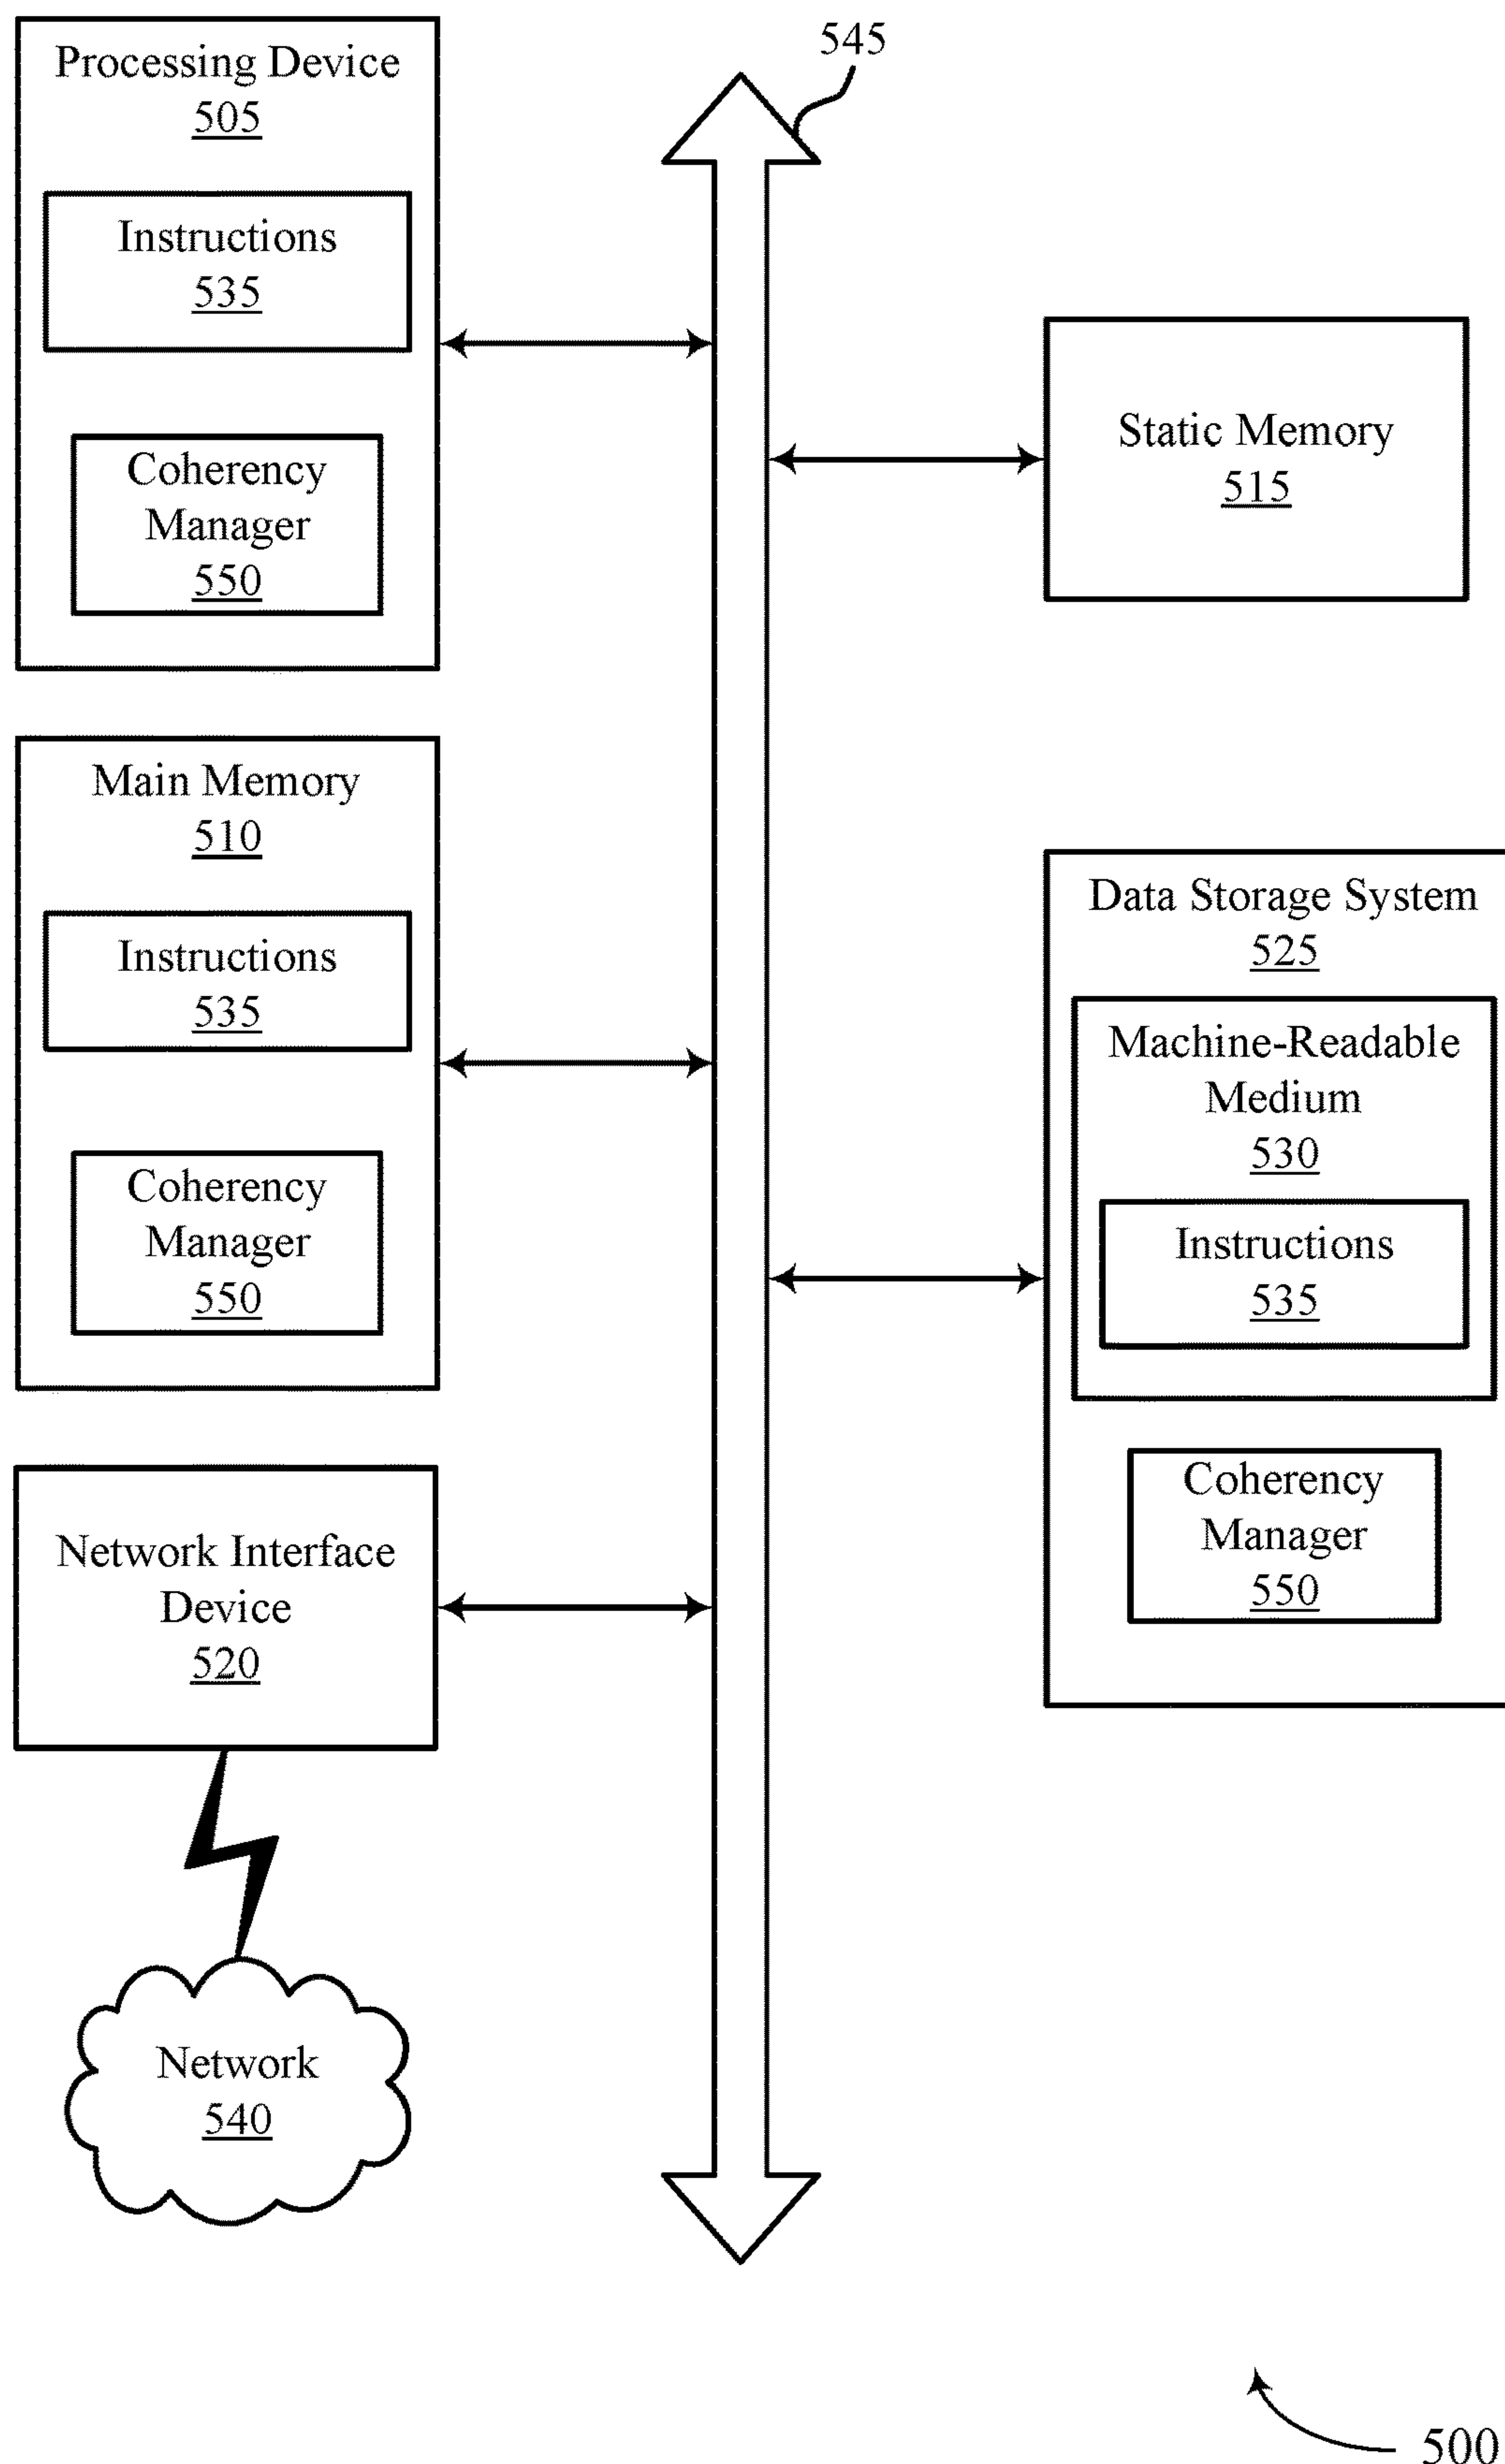 545
Processing Device
505
Instructions
535
Coherency
Manager
550
Static Memory
515
Main Memory
510
Instructions
535
Coherency
Manager
550
Data Storage System
525
Machine-Readable
Medium
530
Instructions
535
Coherency
Manager
550
Network Interface
Device
520
Network
540
500